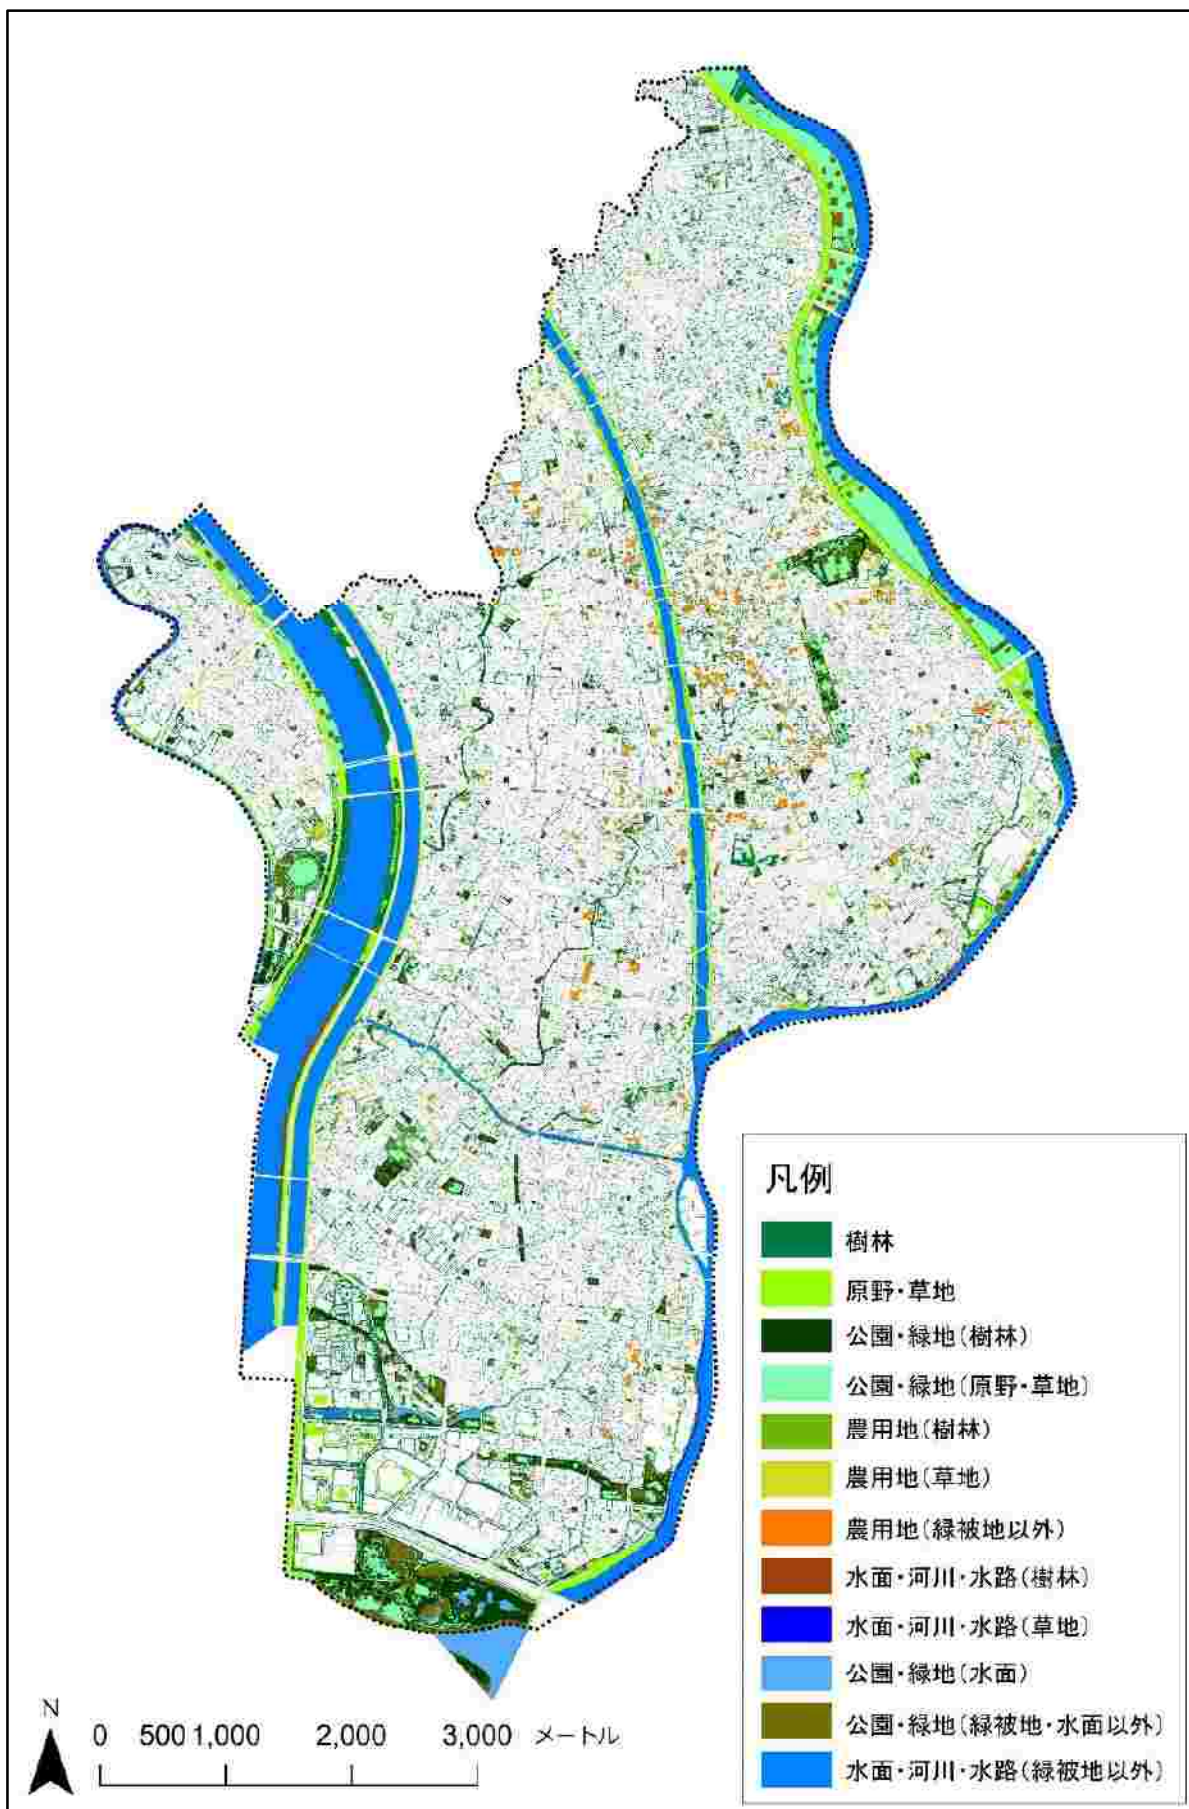 凡例
樹林
原野・草地
公園・緑地(樹林)
公園・緑地(原野・草地)
農用地(樹林)
農用地(草地)
農用地(緑被地以外)
水面・河川・水路(樹林)
水面・河川・水路(草地)
公園・緑地(水面)
公園・緑地(緑被地・水面以外)
水面・河川・水路(緑被地以外)
N
0 500 1,000 2,000 3,000 メートル